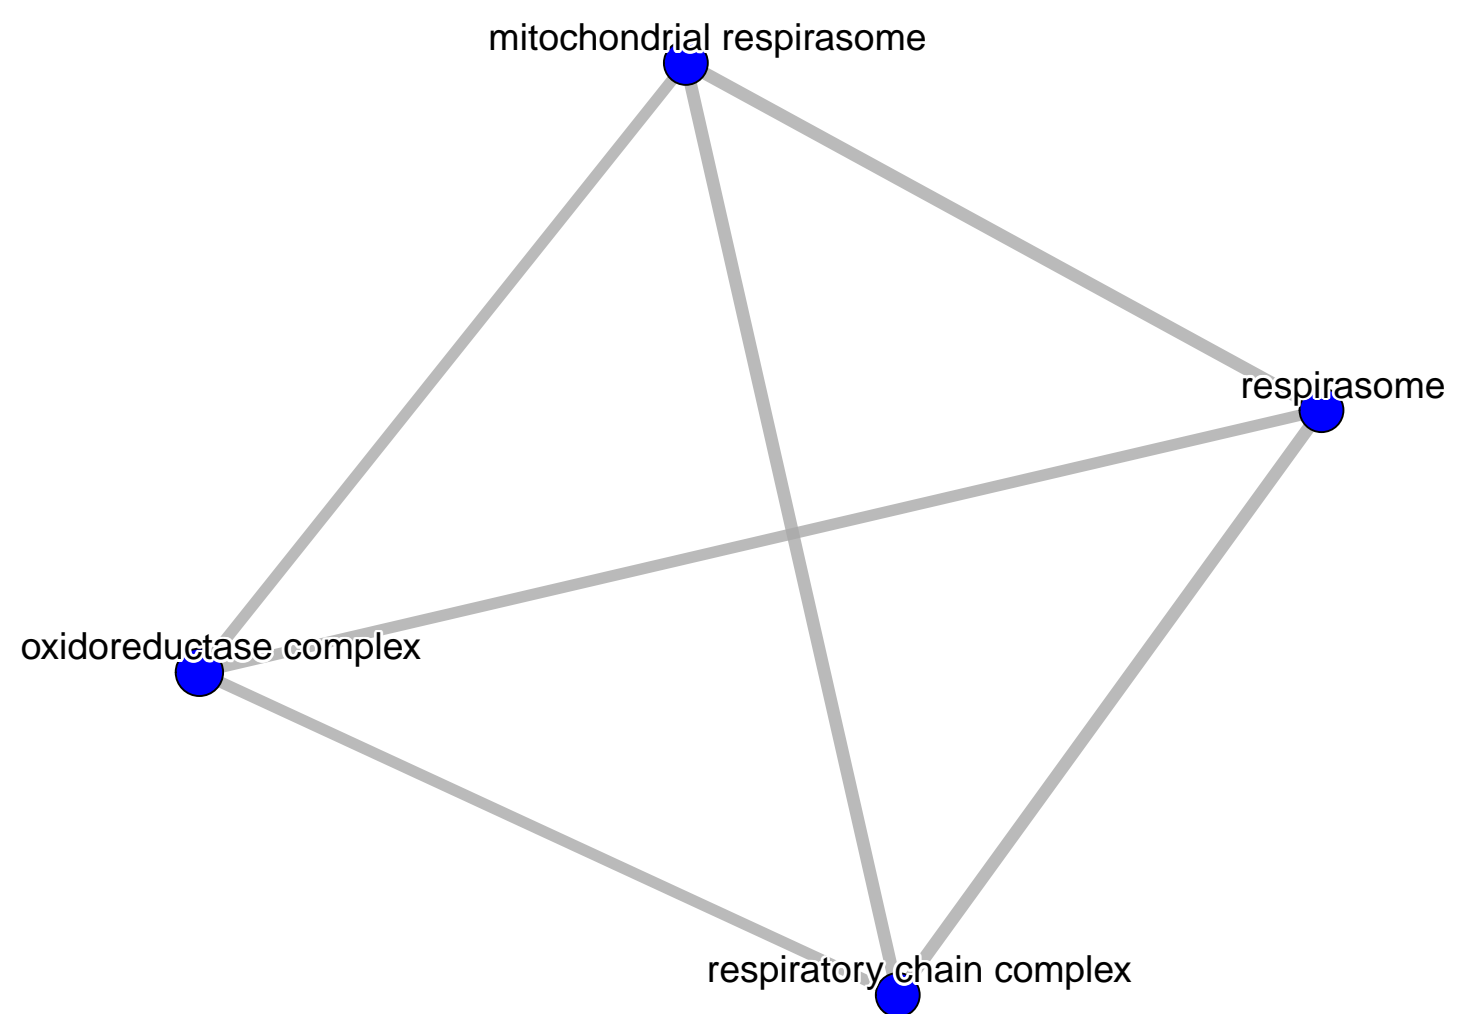 mitochondrial respirasome
respirasome
oxidoreductase complex
respiratory chain complex